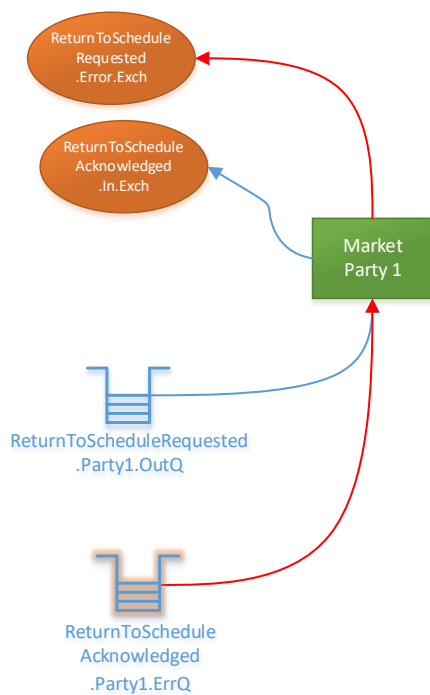 ReturnToSchedule
Requested
.Error.Exch
ReturnToSchedule
Acknowledged
.In.Exch
Market
Party 1
ReturnToScheduleRequested
.Party1.OutQ
ReturnToSchedule
Acknowledged
.Party1.ErrQ